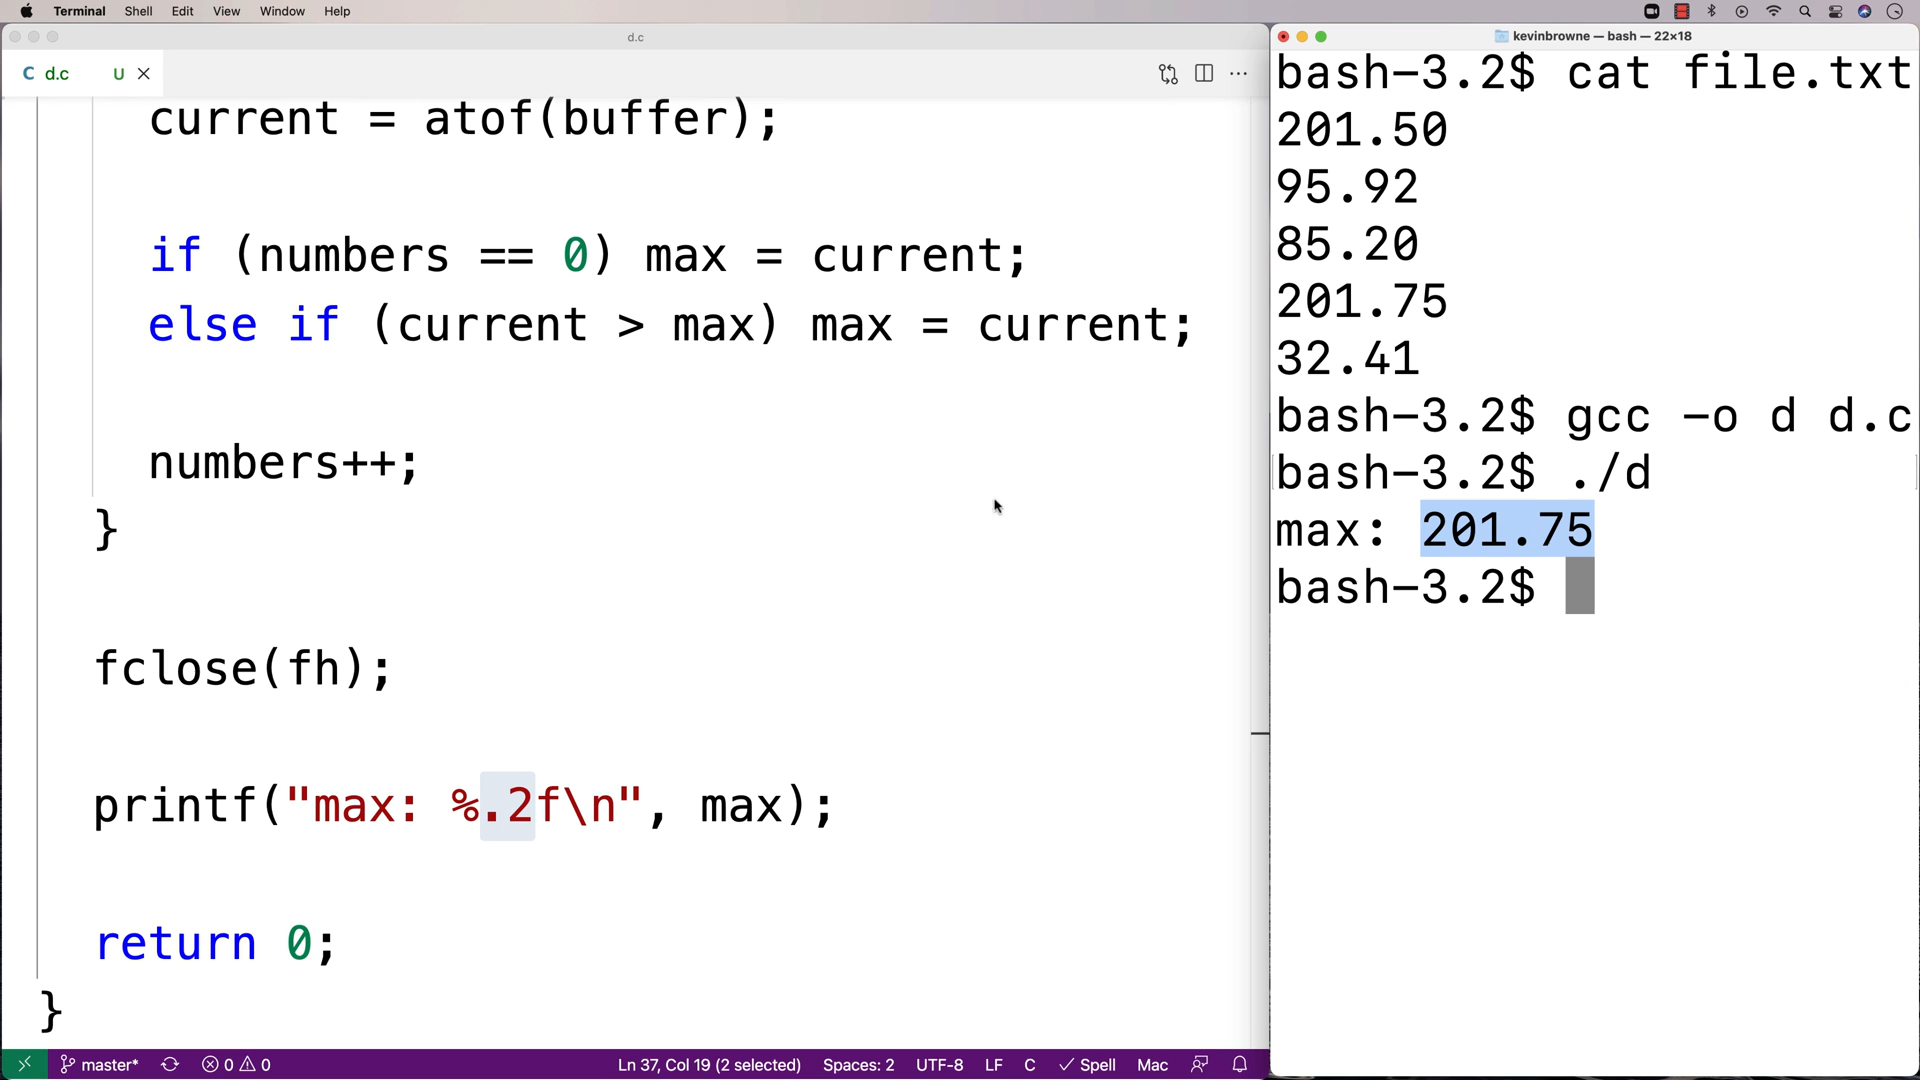 Terminal Shell Edit View Window Help
d.c
C d.c U
current = atof(buffer);
if (numbers == 0) max = current;
else if (current > max) max = current;
numbers++;
}
fclose(fh);
printf("max: %.2f\n", max);
return 0;
}
master* 0 0 Ln 37, Col 19 (2 selected) Spaces: 2 UTF-8 LF C Spell Mac
kevinbrowne — bash — 22×18
bash-3.2$ cat file.txt
201.50
95.92
85.20
201.75
32.41
bash-3.2$ gcc -o d d.c
bash-3.2$ ./d
max: 201.75
bash-3.2$